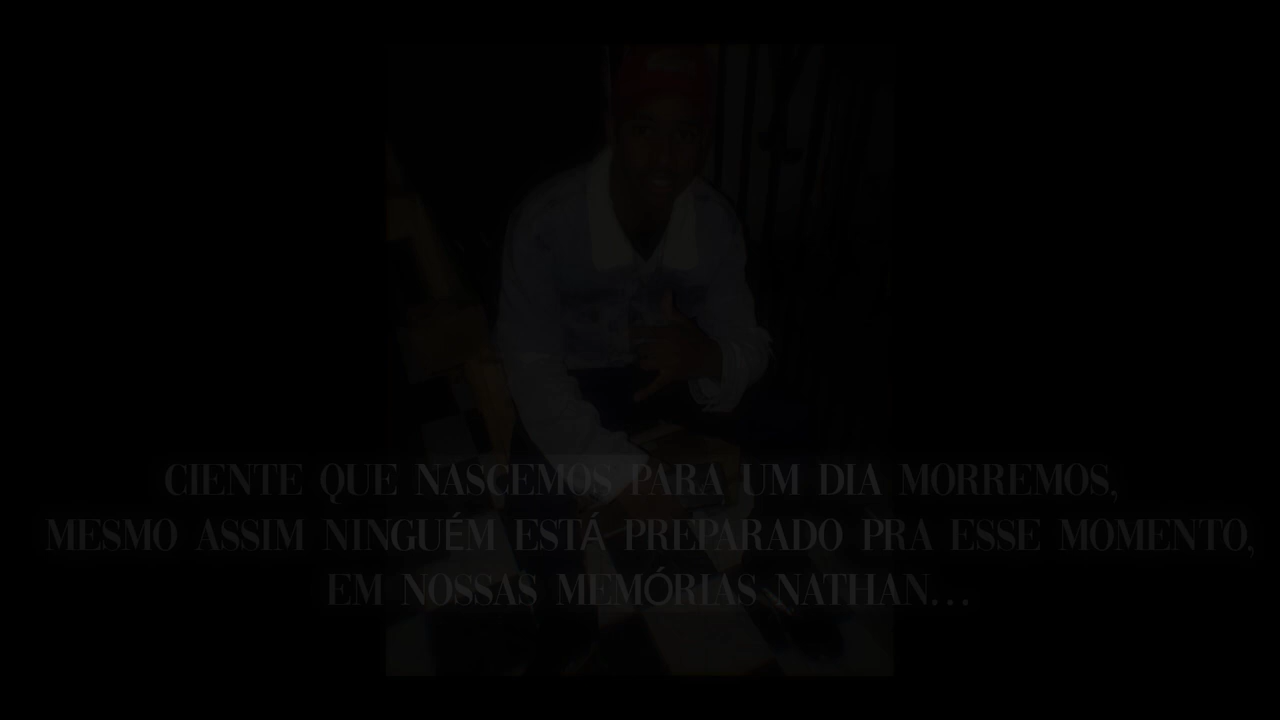 CIENTE QUE NASCEMOS PARA UM DIA MORREMOS,
MESMO ASSIM NINGUÉM ESTÁ PREPARADO PRA ESSE MOMENTO,
EM NOSSAS MEMÓRIAS NATHAN...